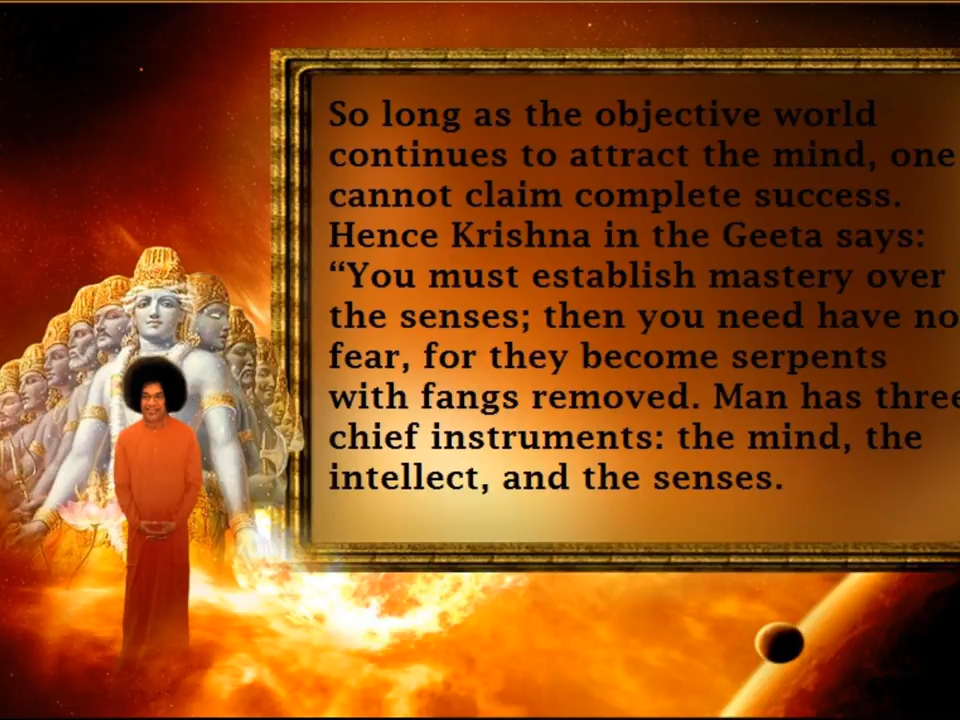 So long as the objective world
continues to attract the mind, one
cannot claim complete success.
Hence Krishna in the Geeta says:
“You must establish mastery over
the senses; then you need have no
fear, for they become serpents
with fangs removed. Man has three
chief instruments: the mind, the
intellect, and the senses.